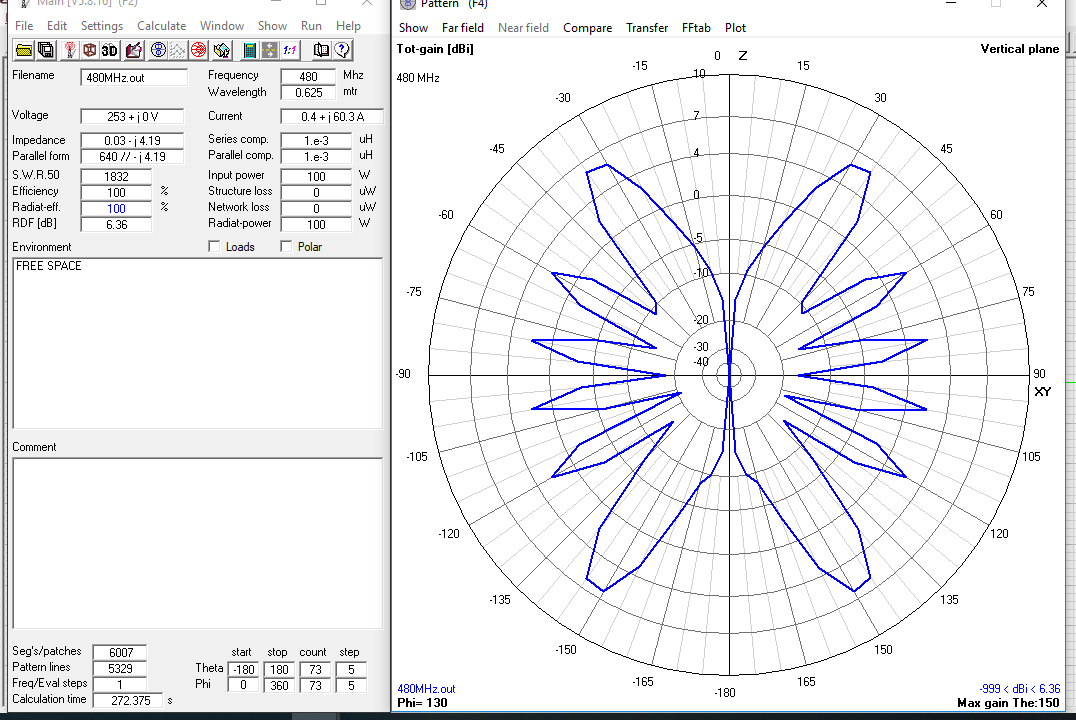 Main [V5.8.16] (F2)
File Edit Settings Calculate Window Show Run Help
3D 1:1
Filename 480MHz.out Frequency 480 Mhz
Wavelength 0.625 mtr
Voltage 253 + j 0 V Current 0.4 + j 60.3 A
Impedance 0.03 - j 4.19 Series comp. 1.e-3 uH
Parallel form 640 // - j 4.19 Parallel comp. 1.e-3 uH
S.W.R.50 1832 Input power 100 W
Efficiency 100 % Structure loss 0 uW
Radiat-eff. 100 % Network loss 0 uW
RDF [dB] 6.36 Radiat-power 100 W
Environment Loads Polar
FREE SPACE
Comment
Seg's/patches 6007 start stop count step
Pattern lines 5329 Theta -180 180 73 5
Freq/Eval steps 1 Phi 0 360 73 5
Calculation time 272.375 s
Pattern (F4)
Show Far field Near field Compare Transfer FFtab Plot
Tot-gain [dBi] 0 Z Vertical plane
480 MHz -15 10 15
-30 7 30
-45 4 45
-60 0 60
-5
-75 -10 75
-20
-30
-40
-90 90
XY
-105 105
-120 120
-135 135
-150 150
-165 -180 165
480MHz.out -999 < dBi < 6.36
Phi= 130 Max gain The:150